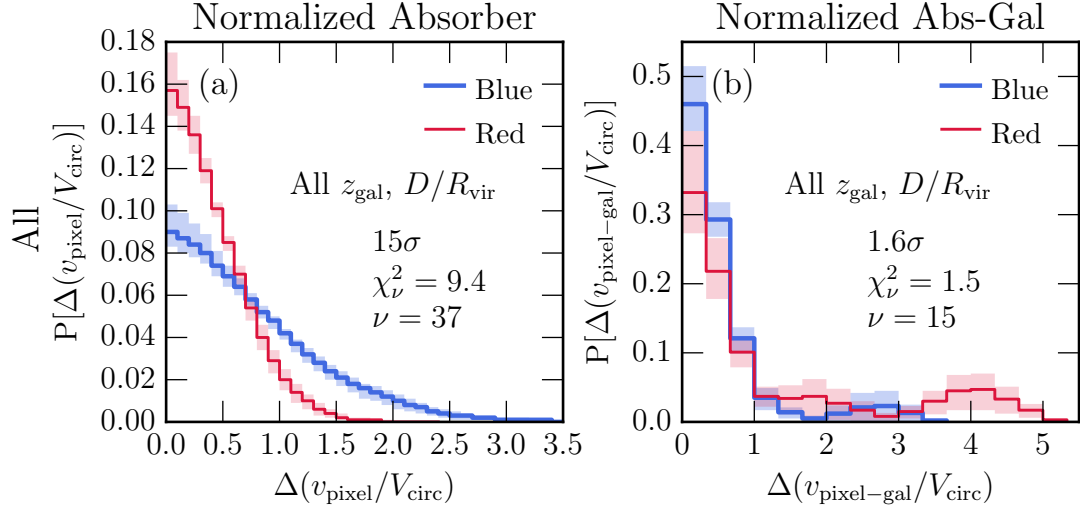 Normalized Absorber
Normalized Abs-Gal
All
P[Δ(v_pixel/V_circ)]
0.18
0.16
0.14
0.12
0.10
0.08
0.06
0.04
0.02
0.00
(a)
Blue
Red
All z_gal, D/R_vir
15σ
χ²_ν = 9.4
ν = 37
0.0 0.5 1.0 1.5 2.0 2.5 3.0 3.5
Δ(v_pixel/V_circ)
P[Δ(v_pixel−gal/V_circ)]
0.5
0.4
0.3
0.2
0.1
0.0
(b)
Blue
Red
All z_gal, D/R_vir
1.6σ
χ²_ν = 1.5
ν = 15
0 1 2 3 4 5
Δ(v_pixel−gal/V_circ)